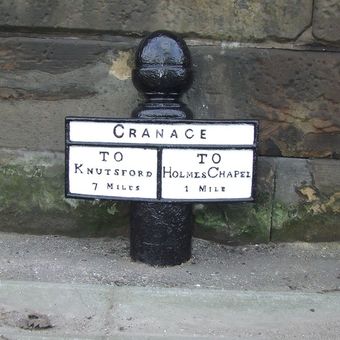 CRANACE
TO
KNUTSFORD
7 MILES
TO
HOLMES CHAPEL
1 MILE